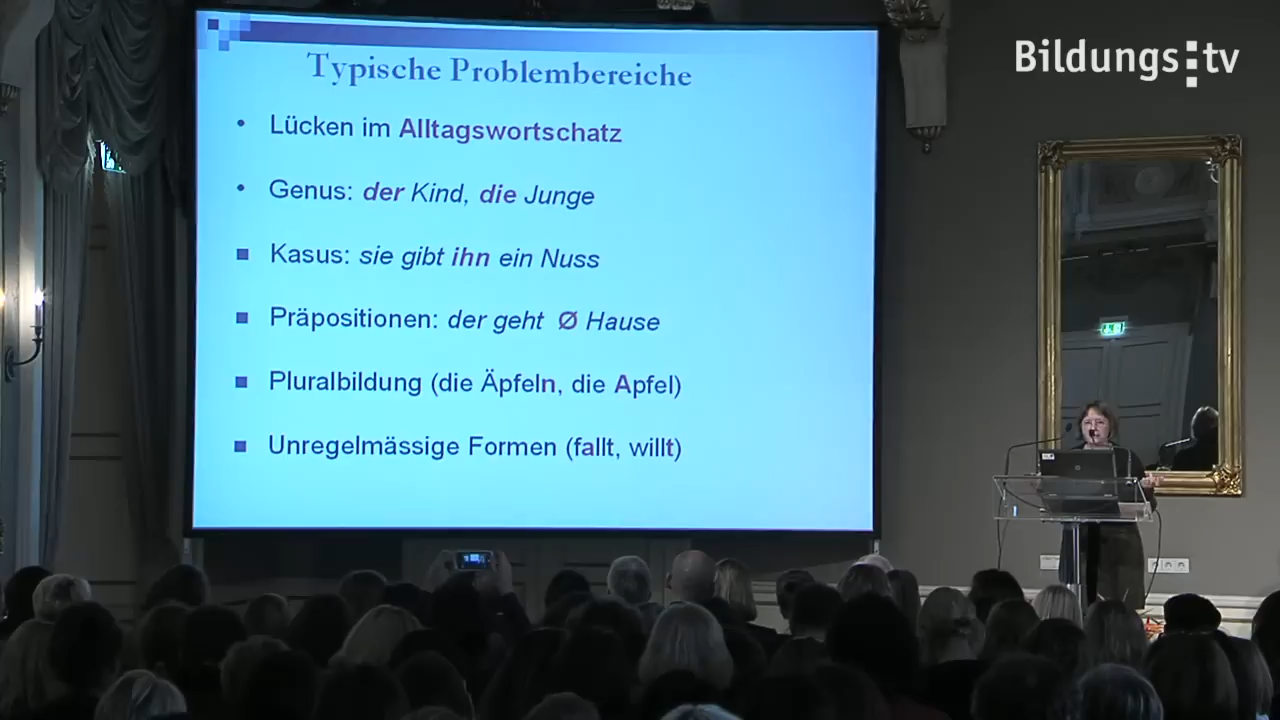 Bildungs:tv
Typische Problembereiche
• Lücken im Alltagswortschatz
• Genus: der Kind, die Junge
■ Kasus: sie gibt ihn ein Nuss
■ Präpositionen: der geht Ø Hause
■ Pluralbildung (die Äpfeln, die Apfel)
■ Unregelmässige Formen (fallt, willt)